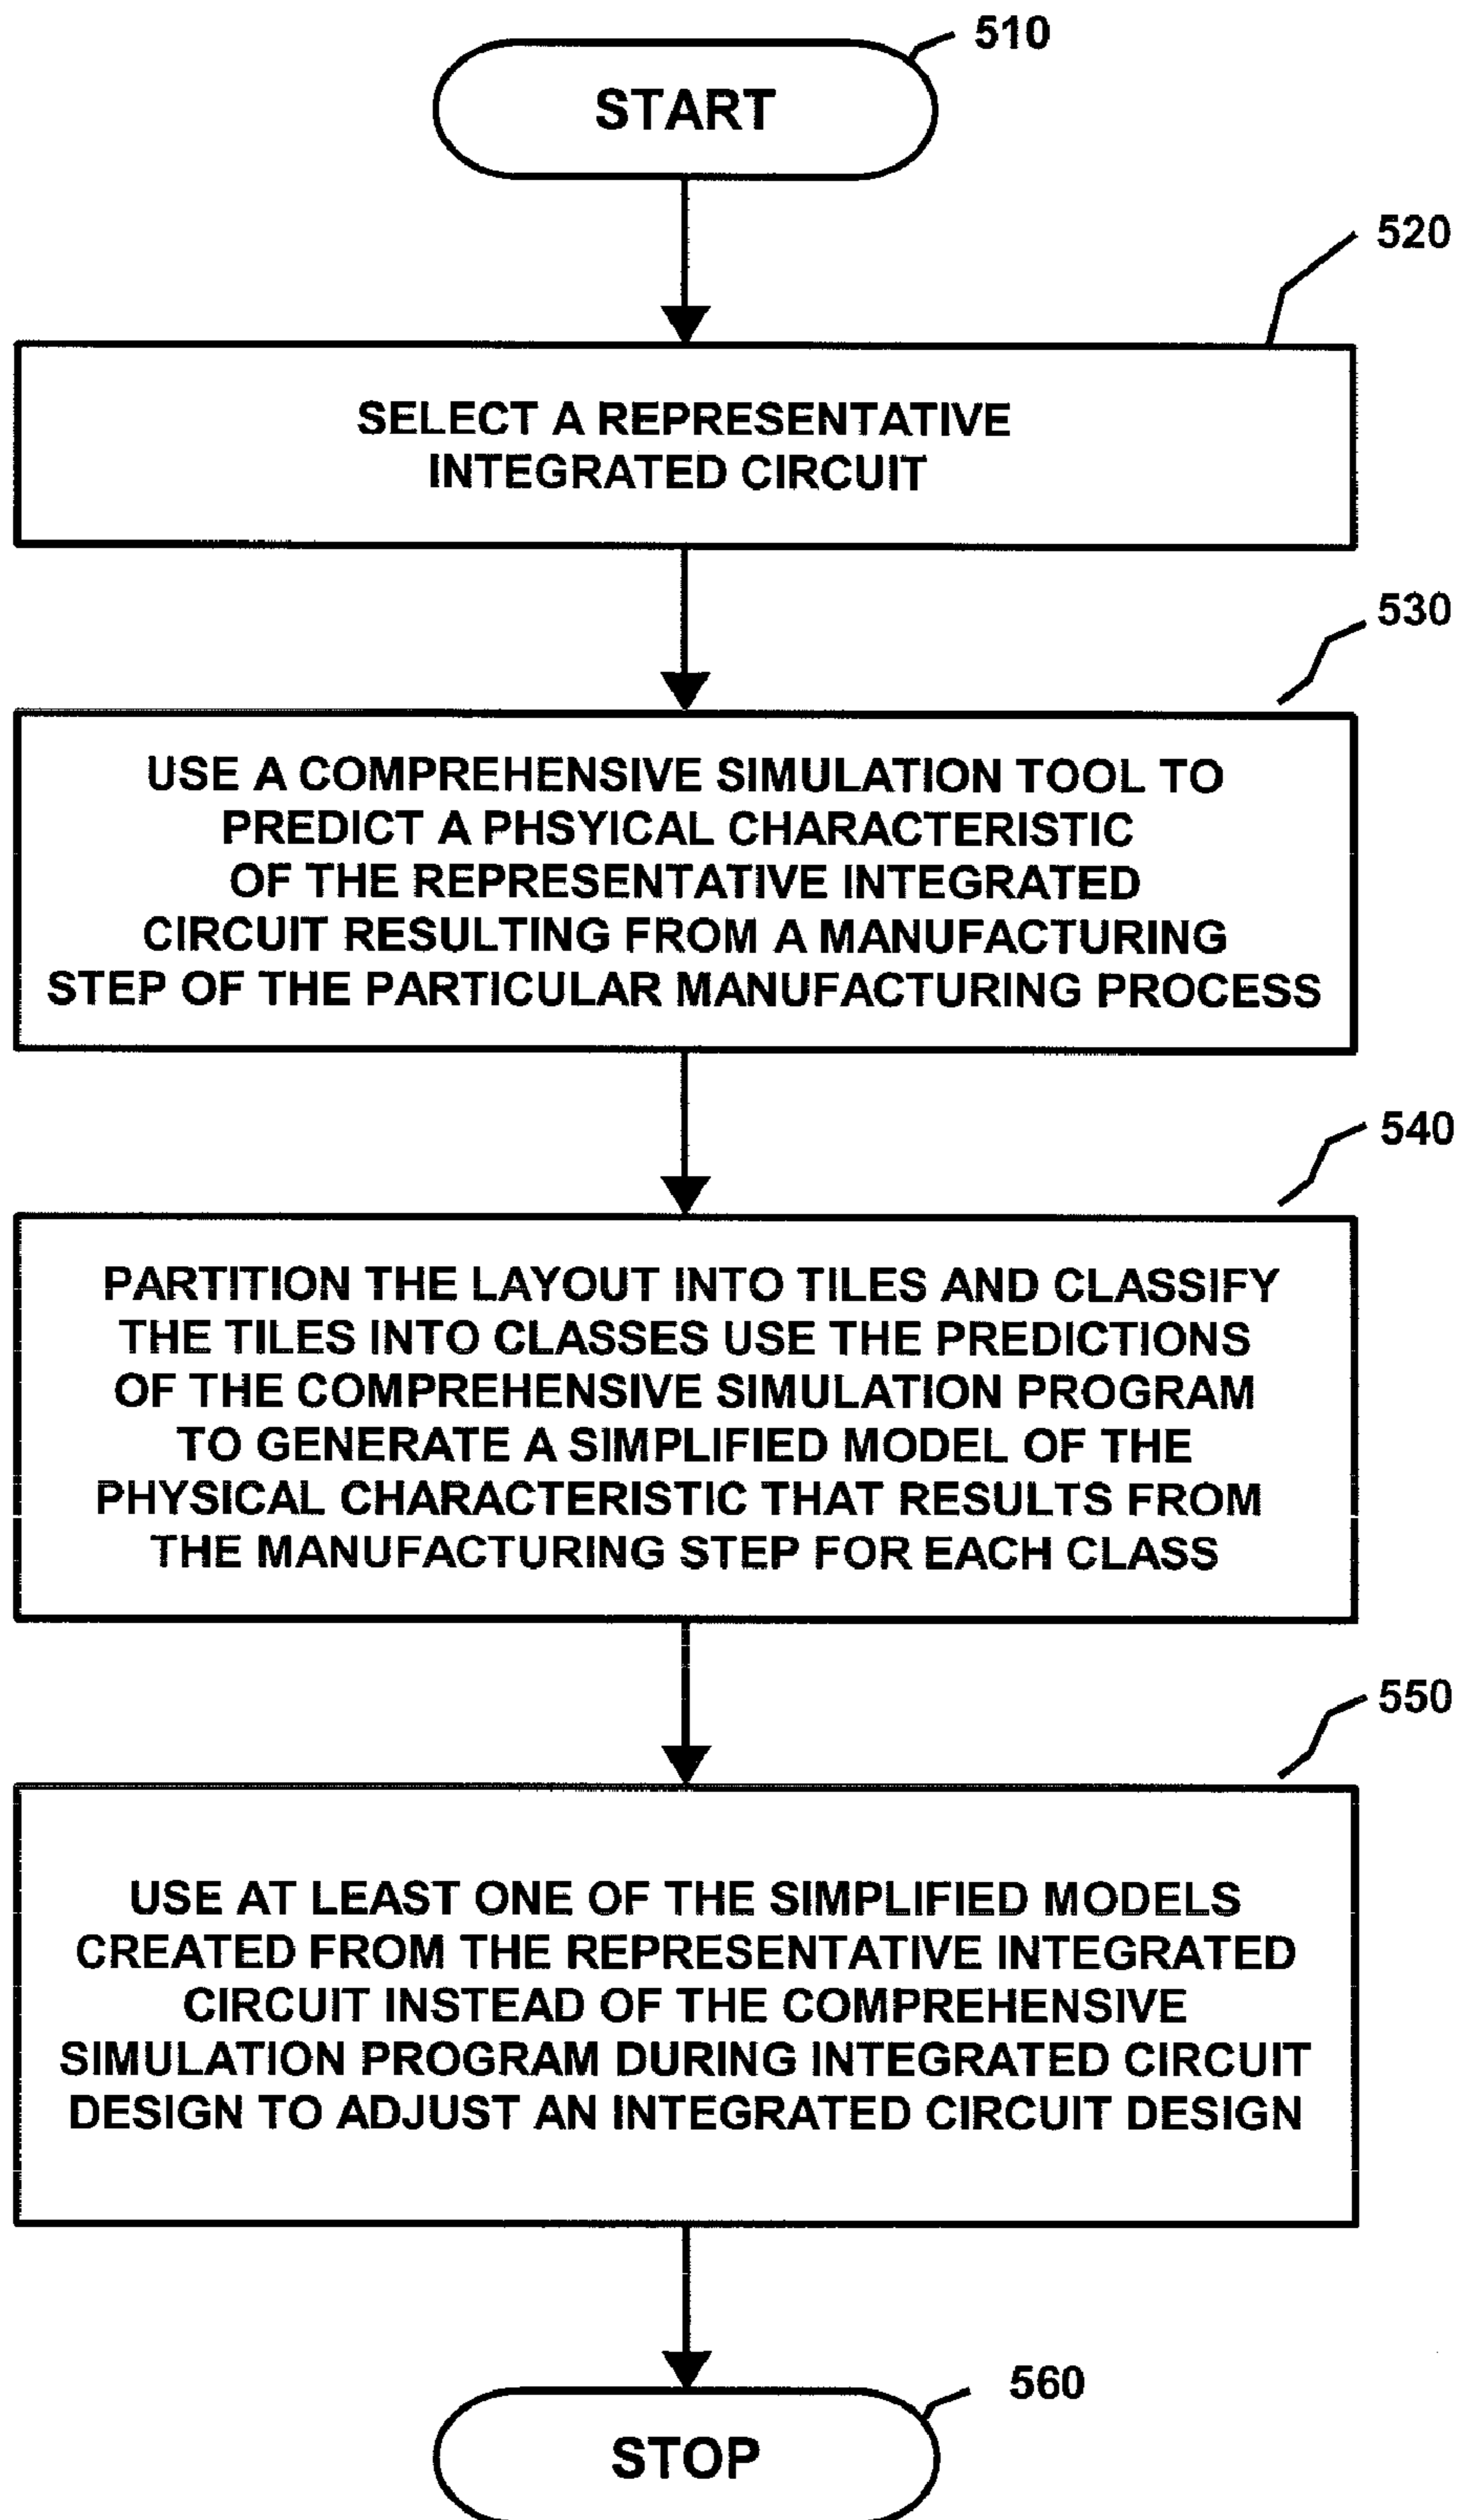 510
START
520
SELECT A REPRESENTATIVE
INTEGRATED CIRCUIT
530
USE A COMPREHENSIVE SIMULATION TOOL TO
PREDICT A PHSYICAL CHARACTERISTIC
OF THE REPRESENTATIVE INTEGRATED
CIRCUIT RESULTING FROM A MANUFACTURING
STEP OF THE PARTICULAR MANUFACTURING PROCESS
540
PARTITION THE LAYOUT INTO TILES AND CLASSIFY
THE TILES INTO CLASSES USE THE PREDICTIONS
OF THE COMPREHENSIVE SIMULATION PROGRAM
TO GENERATE A SIMPLIFIED MODEL OF THE
PHYSICAL CHARACTERISTIC THAT RESULTS FROM
THE MANUFACTURING STEP FOR EACH CLASS
550
USE AT LEAST ONE OF THE SIMPLIFIED MODELS
CREATED FROM THE REPRESENTATIVE INTEGRATED
CIRCUIT INSTEAD OF THE COMPREHENSIVE
SIMULATION PROGRAM DURING INTEGRATED CIRCUIT
DESIGN TO ADJUST AN INTEGRATED CIRCUIT DESIGN
560
STOP